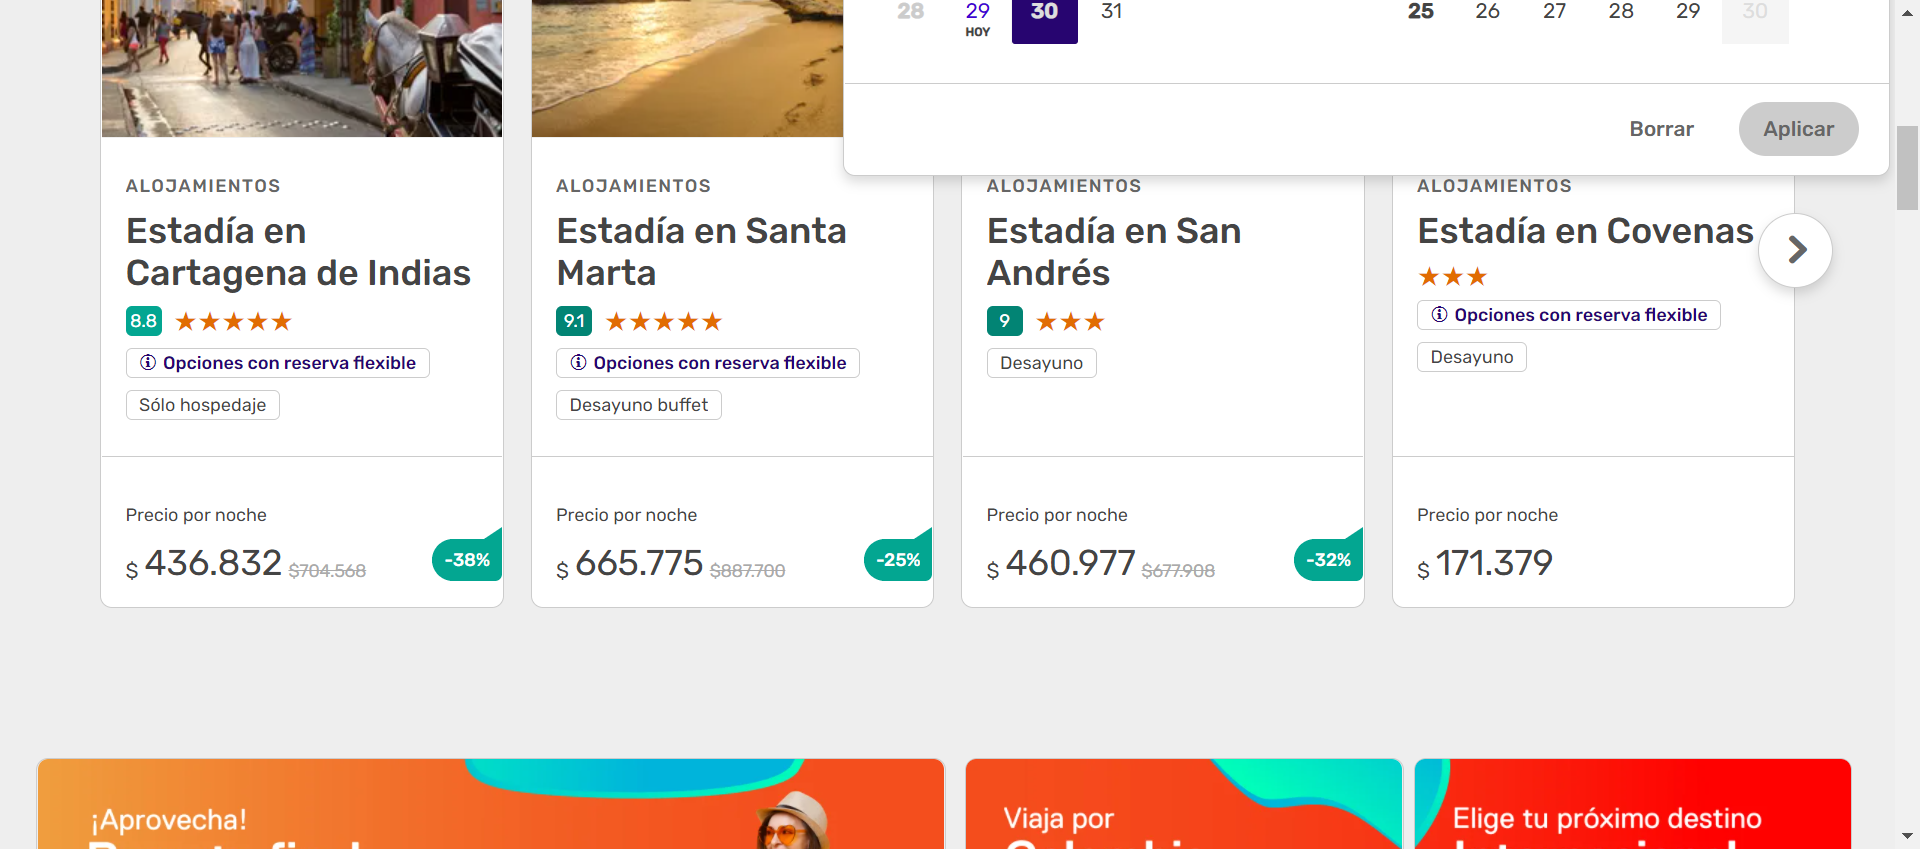 28 29 30 31 25 26 27 28 29 30
HOY
Borrar Aplicar
ALOJAMIENTOS
Estadía en
Cartagena de Indias
8.8
Opciones con reserva flexible
Sólo hospedaje
Precio por noche
$ 436.832 $704.568 -38%
ALOJAMIENTOS
Estadía en Santa
Marta
9.1
Opciones con reserva flexible
Desayuno buffet
Precio por noche
$ 665.775 $887.700 -25%
ALOJAMIENTOS
Estadía en San
Andrés
9
Desayuno
Precio por noche
$ 460.977 $677.908 -32%
ALOJAMIENTOS
Estadía en Covenas
Opciones con reserva flexible
Desayuno
Precio por noche
$ 171.379
¡Aprovecha!
Viaja por
Elige tu próximo destino